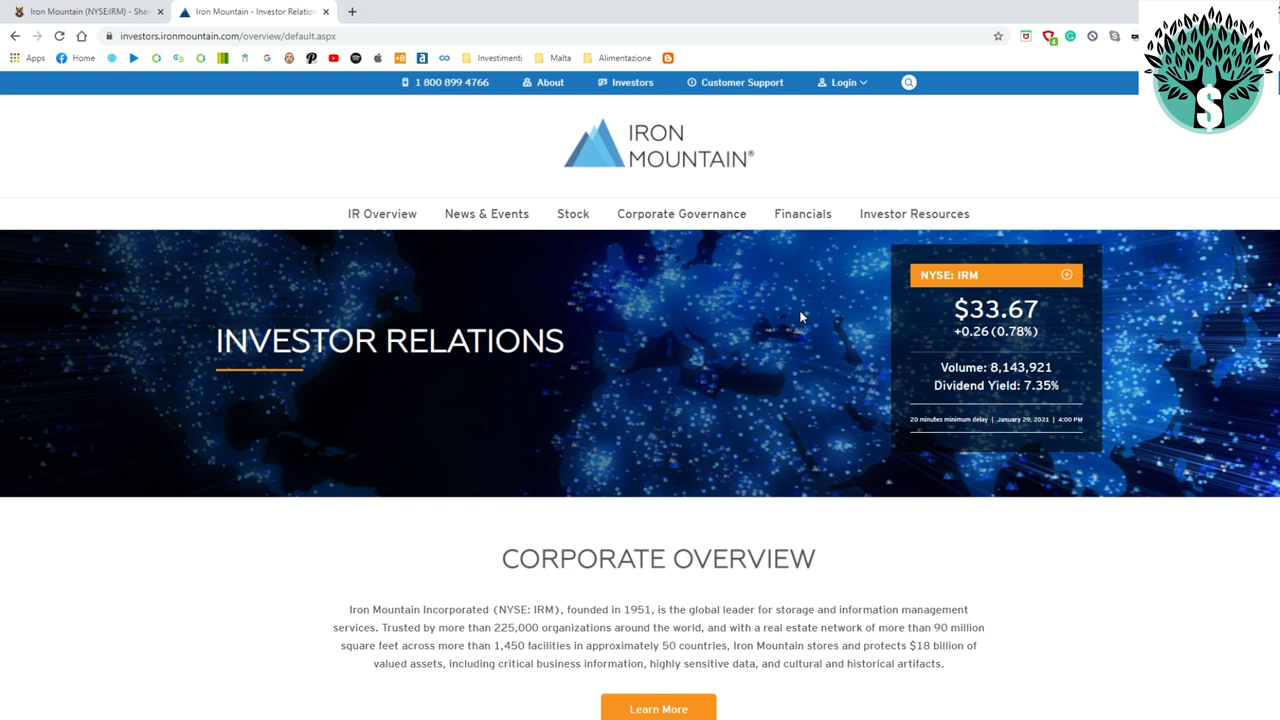 Iron Mountain (NYSE:IRM) - Shar
Iron Mountain - Investor Relatio
investors.ironmountain.com/overview/default.aspx
Apps Home Investimenti Malta Alimentazione
1 800 899 4766 About Investors Customer Support Login
IRON
MOUNTAIN®
IR Overview News & Events Stock Corporate Governance Financials Investor Resources
INVESTOR RELATIONS
NYSE: IRM
$33.67
+0.26 (0.78%)
Volume: 8,143,921
Dividend Yield: 7.35%
20 minutes minimum delay | January 29, 2021 | 4:00 PM
$
CORPORATE OVERVIEW
Iron Mountain Incorporated (NYSE: IRM), founded in 1951, is the global leader for storage and information management
services. Trusted by more than 225,000 organizations around the world, and with a real estate network of more than 90 million
square feet across more than 1,450 facilities in approximately 50 countries, Iron Mountain stores and protects $18 billion of
valued assets, including critical business information, highly sensitive data, and cultural and historical artifacts.
Learn More